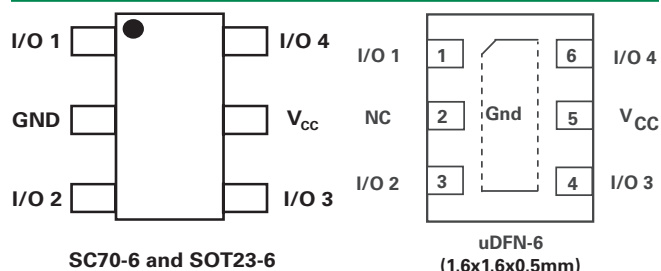 I/O 1
I/O 4
GND
VCC
I/O 2
I/O 3
SC70-6 and SOT23-6
I/O 1
1
6
I/O 4
NC
2
Gnd
5
VCC
I/O 2
3
4
I/O 3
uDFN-6
(1.6x1.6x0.5mm)